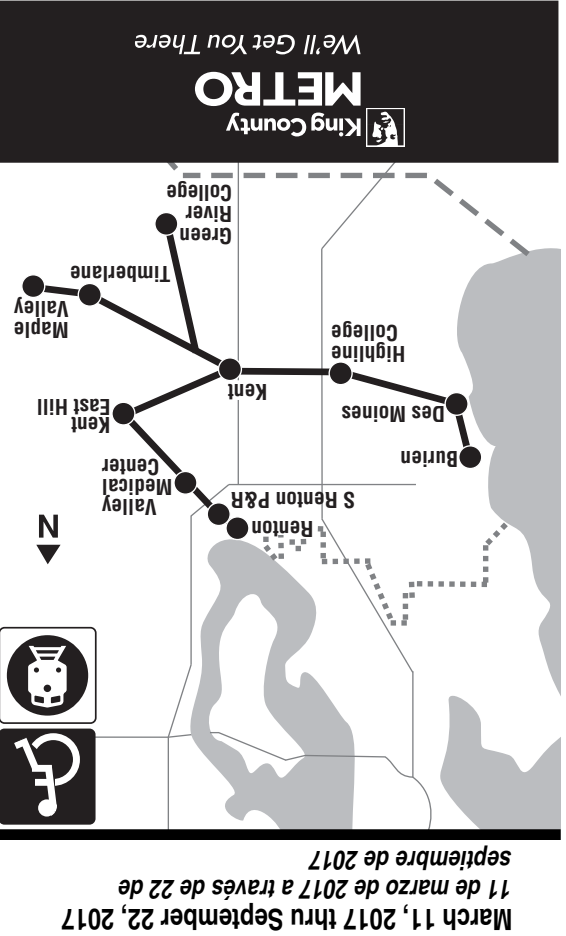 March 11, 2017 thru September 22, 2017
11 de marzo de 2017 a través de 22 de
septiembre de 2017
N
Renton
S Renton P&R
Valley
Medical
Center
Burien
Des Moines
Kent
East Hill
Kent
Highline
College
Maple
Valley
Timberlane
Green
River
College
King County
METRO
We'll Get You There